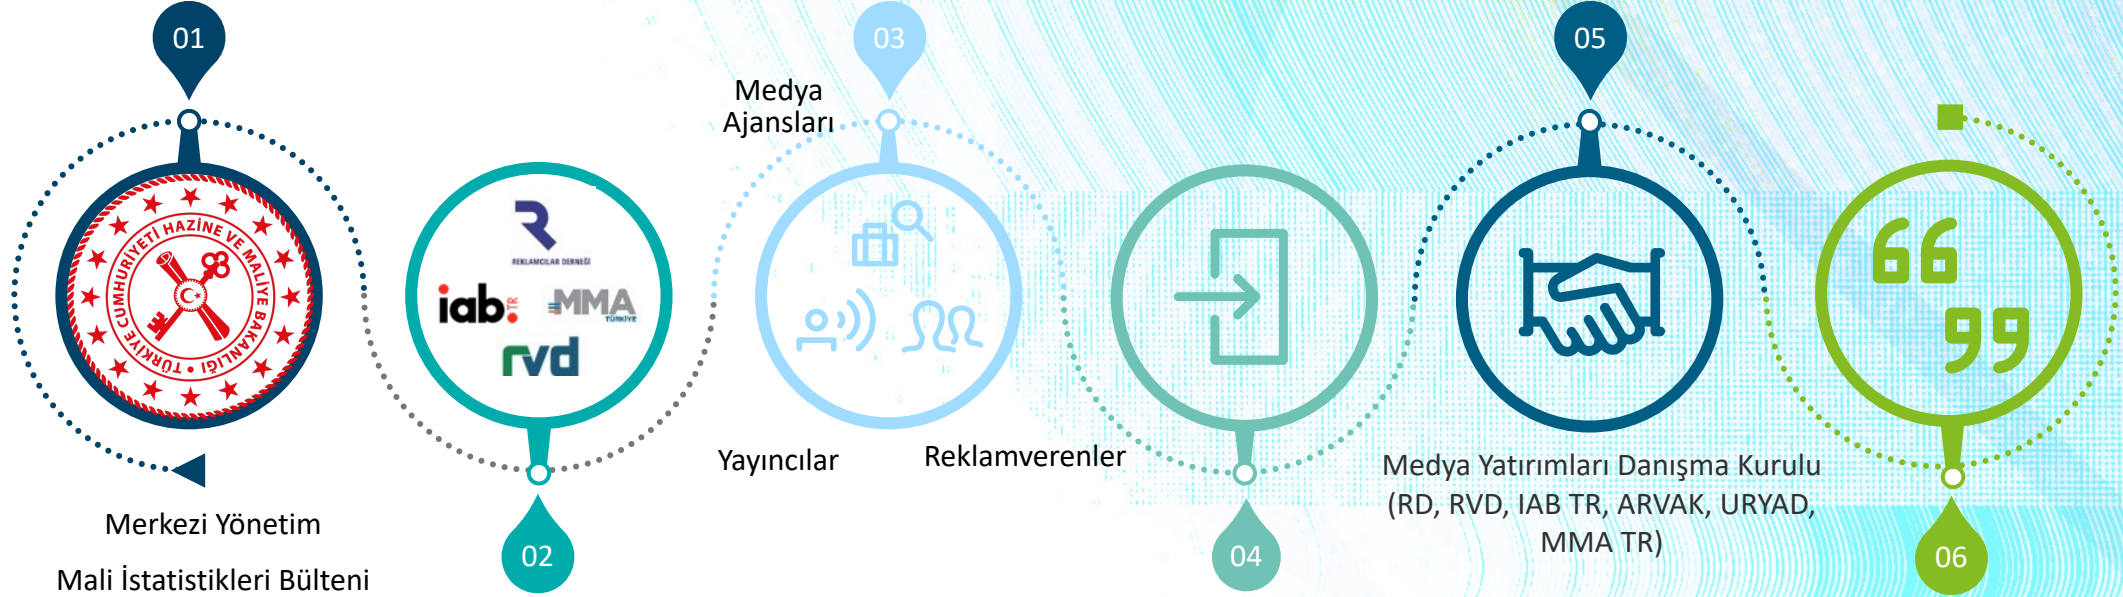 01
TÜRKİYE CUMHURİYETİ HAZİNE VE MALİYE BAKANLIĞI •
Merkezi Yönetim
Mali İstatistikleri Bülteni
R
REKLAMCILAR DERNEĞİ
iab: TR
MMA
TÜRKİYE
rvd
02
03
Medya
Ajansları
Yayıncılar
Reklamverenler
04
05
Medya Yatırımları Danışma Kurulu
(RD, RVD, IAB TR, ARVAK, URYAD,
MMA TR)
06